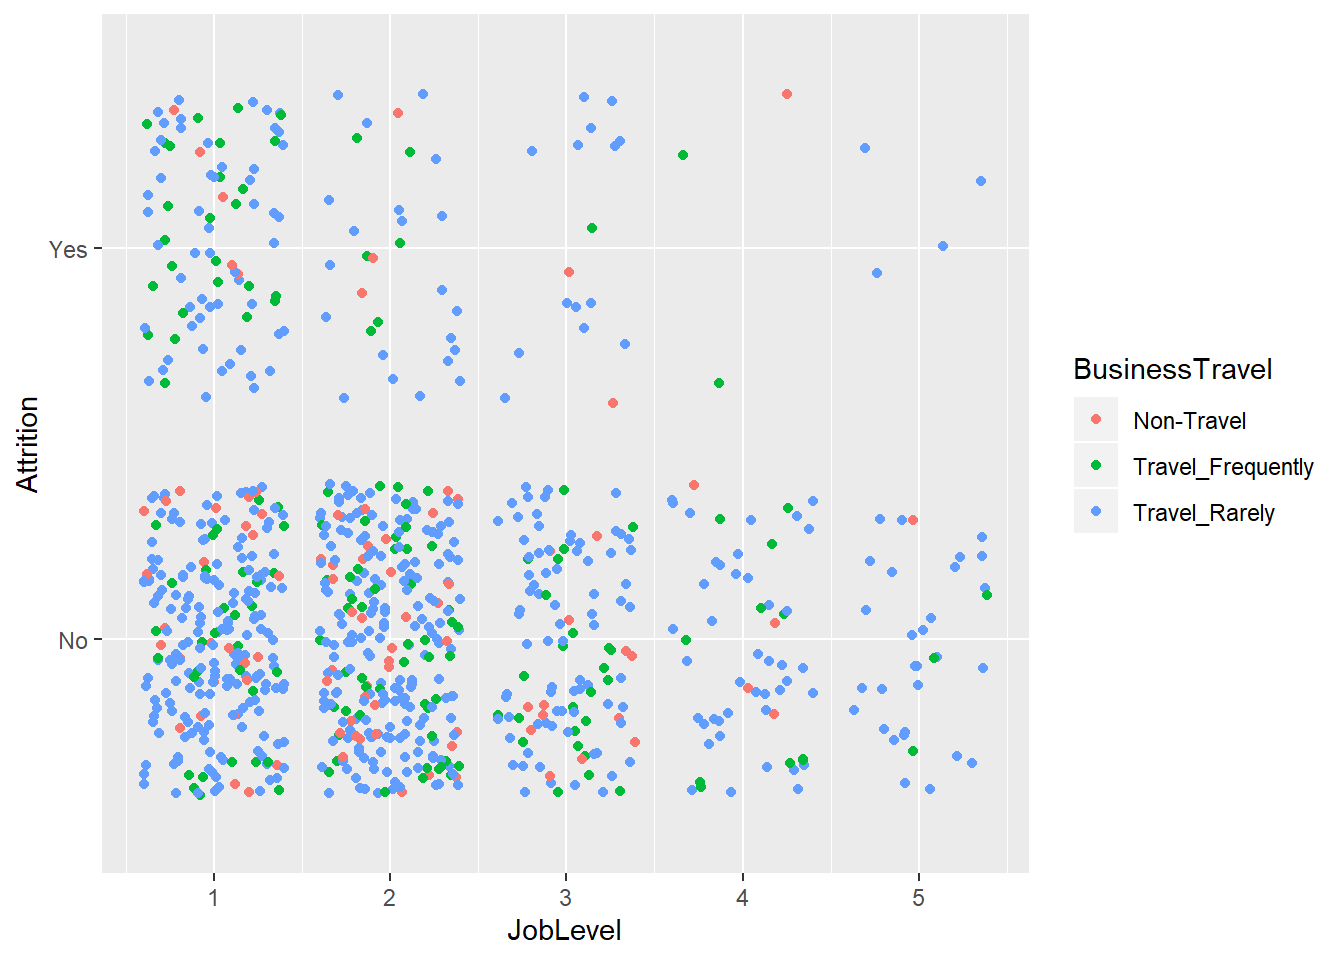 Yes
No
Attrition
1 2 3 4 5
JobLevel
BusinessTravel
Non-Travel
Travel_Frequently
Travel_Rarely